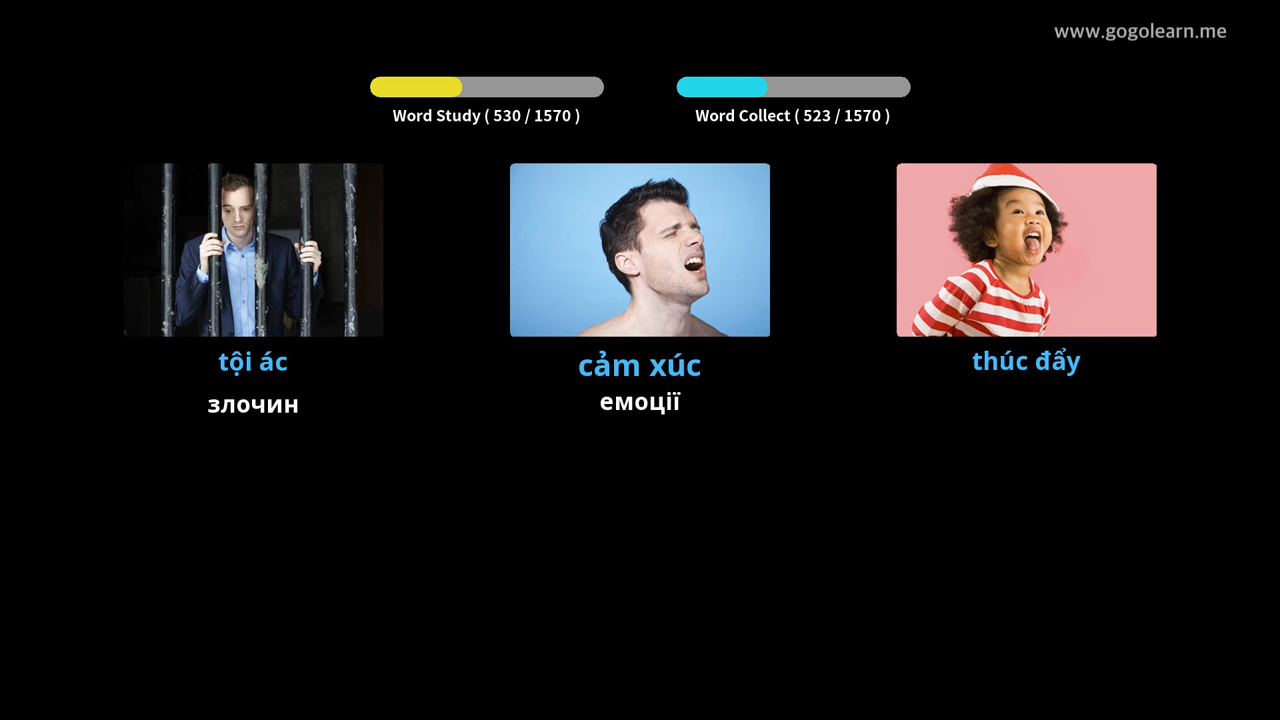 www.gogolearn.me
Word Study ( 530 / 1570 )
Word Collect ( 523 / 1570 )
tội ác
злочин
cảm xúc
емоції
thúc đẩy